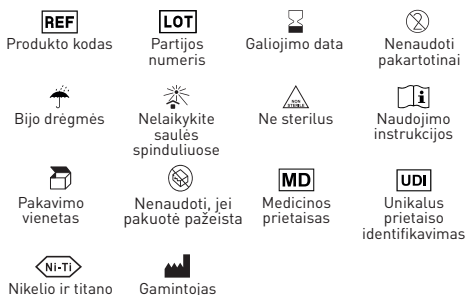 REF
LOT
Produkto kodas
Partijos
numeris
Galiojimo data
Nenaudoti
pakartotinai
2
Bijo drėgmės
Nelaikykite
saulės
spinduliuose
NON
STERILE
Ne sterilus
i
Naudojimo
instrukcijos
Pakavimo
vienetas
Nenaudoti, jei
pakuotė pažeista
MD
Medicinos
prietaisas
UDI
Unikalus
prietaiso
identifikavimas
Ni-Ti
Nikelio ir titano
Gamintojas